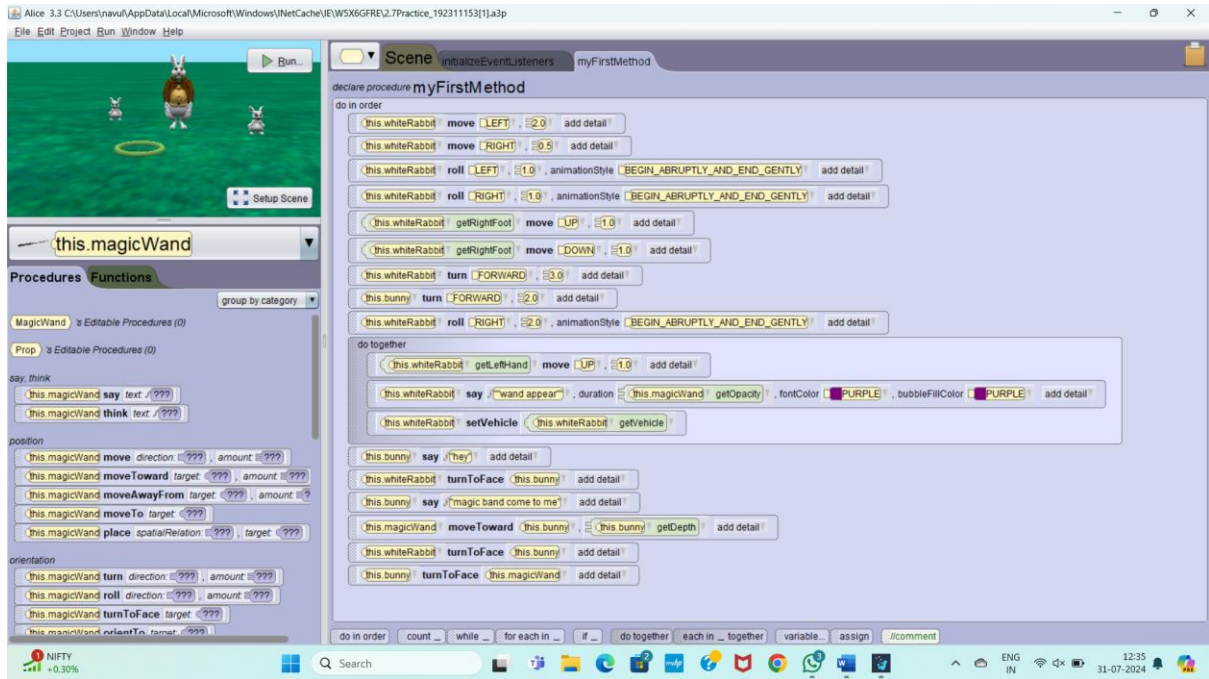 Alice 3.3 C:\Users\navul\AppData\Local\Microsoft\Windows\INetCache\IE\W5X6GFRE\2.7Practice_192311153[1].a3p
File Edit Project Run Window Help
Run...
Setup Scene
this.magicWand
Procedures Functions
group by category
MagicWand 's Editable Procedures (0)
Prop 's Editable Procedures (0)
say, think
this.magicWand say text: ???
this.magicWand think text: ???
position
this.magicWand move direction: ??? , amount: ???
this.magicWand moveToward target: ??? , amount: ???
this.magicWand moveAwayFrom target: ??? , amount: ?
this.magicWand moveTo target: ???
this.magicWand place spatialRelation: ??? , target: ???
orientation
this.magicWand turn direction: ??? , amount: ???
this.magicWand roll direction: ??? , amount: ???
this.magicWand turnToFace target: ???
this.magicWand orientTo target: ???
Scene initializeEventListeners myFirstMethod
declare procedure myFirstMethod
do in order
this.whiteRabbit move LEFT , 2.0 add detail
this.whiteRabbit move RIGHT , 0.5 add detail
this.whiteRabbit roll LEFT , 1.0 , animationStyle BEGIN_ABRUPTLY_AND_END_GENTLY add detail
this.whiteRabbit roll RIGHT , 1.0 , animationStyle BEGIN_ABRUPTLY_AND_END_GENTLY add detail
this.whiteRabbit getRightFoot move UP , 1.0 add detail
this.whiteRabbit getRightFoot move DOWN , 1.0 add detail
this.whiteRabbit turn FORWARD , 3.0 add detail
this.bunny turn FORWARD , 2.0 add detail
this.whiteRabbit roll RIGHT , 2.0 , animationStyle BEGIN_ABRUPTLY_AND_END_GENTLY add detail
do together
this.whiteRabbit getLeftHand move UP , 1.0 add detail
this.whiteRabbit say "wand appear" , duration this.magicWand getOpacity , fontColor PURPLE , bubbleFillColor PURPLE add detail
this.whiteRabbit setVehicle this.whiteRabbit getVehicle
this.bunny say "hey" add detail
this.whiteRabbit turnToFace this.bunny add detail
this.bunny say "magic band come to me" add detail
this.magicWand moveToward this.bunny , this.bunny getDepth add detail
this.whiteRabbit turnToFace this.bunny add detail
this.bunny turnToFace this.magicWand add detail
do in order count _ while _ for each in _ if _ do together each in _ together variable... assign //comment
NIFTY
+0.30%
Search
ENG
IN
12:35
31-07-2024